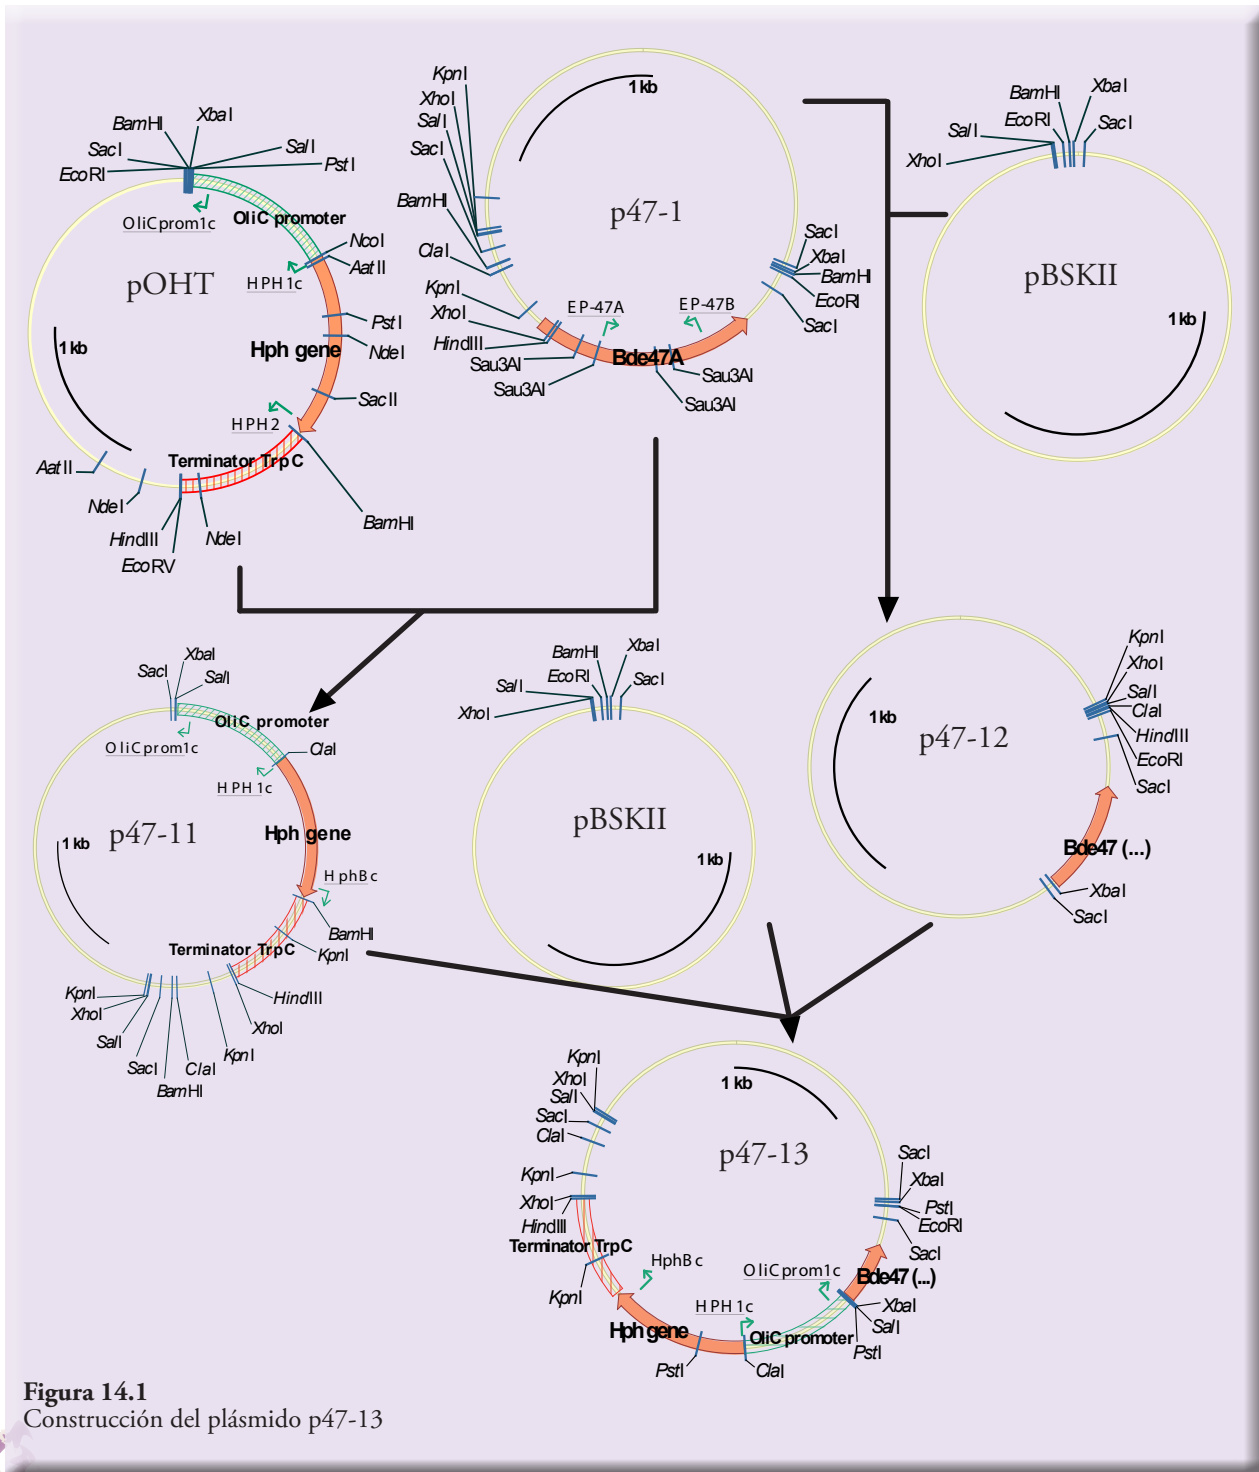 EcoRI
SacI
BamHI
XbaI
SalI
PstI
OliCprom1c
OliC promoter
NcoI
AatII
HPH1c
pOHT
PstI
1 kb
Hph gene
NdeI
SacII
HPH2
Terminator TrpC
AatII
NdeI
HindIII
EcoRV
NdeI
BamHI
KpnI
XhoI
SalI
SacI
BamHI
ClaI
KpnI
XhoI
HindIII
Sau3AI
Sau3AI
1kb
p47-1
EP-47A
EP-47B
Bde47A
Sau3AI
Sau3AI
SacI
XbaI
BamHI
EcoRI
SacI
XhoI
SalI
EcoRI
BamHI
XbaI
SacI
pBSKII
1 kb
SacI
XbaI
SalI
OliC promoter
OliCprom1c
ClaI
HPH1c
p47-11
1 kb
Hph gene
HphBc
BamHI
KpnI
Terminator TrpC
HindIII
XhoI
KpnI
ClaI
BamHI
SacI
SalI
XhoI
KpnI
XhoI
SalI
EcoRI
BamHI
XbaI
SacI
pBSKII
1 kb
KpnI
XhoI
SalI
ClaI
HindIII
EcoRI
SacI
p47-12
1kb
Bde47 (...)
XbaI
SacI
KpnI
XhoI
SalI
SacI
ClaI
KpnI
XhoI
HindIII
Terminator TrpC
KpnI
1 kb
p47-13
SacI
XbaI
PstI
EcoRI
SacI
HphBc
OliCprom1c
Bde47 (...)
HPH1c
XbaI
SalI
PstI
Hph gene
OliC promoter
PstI
ClaI
Figura 14.1
Construcción del plásmido p47-13